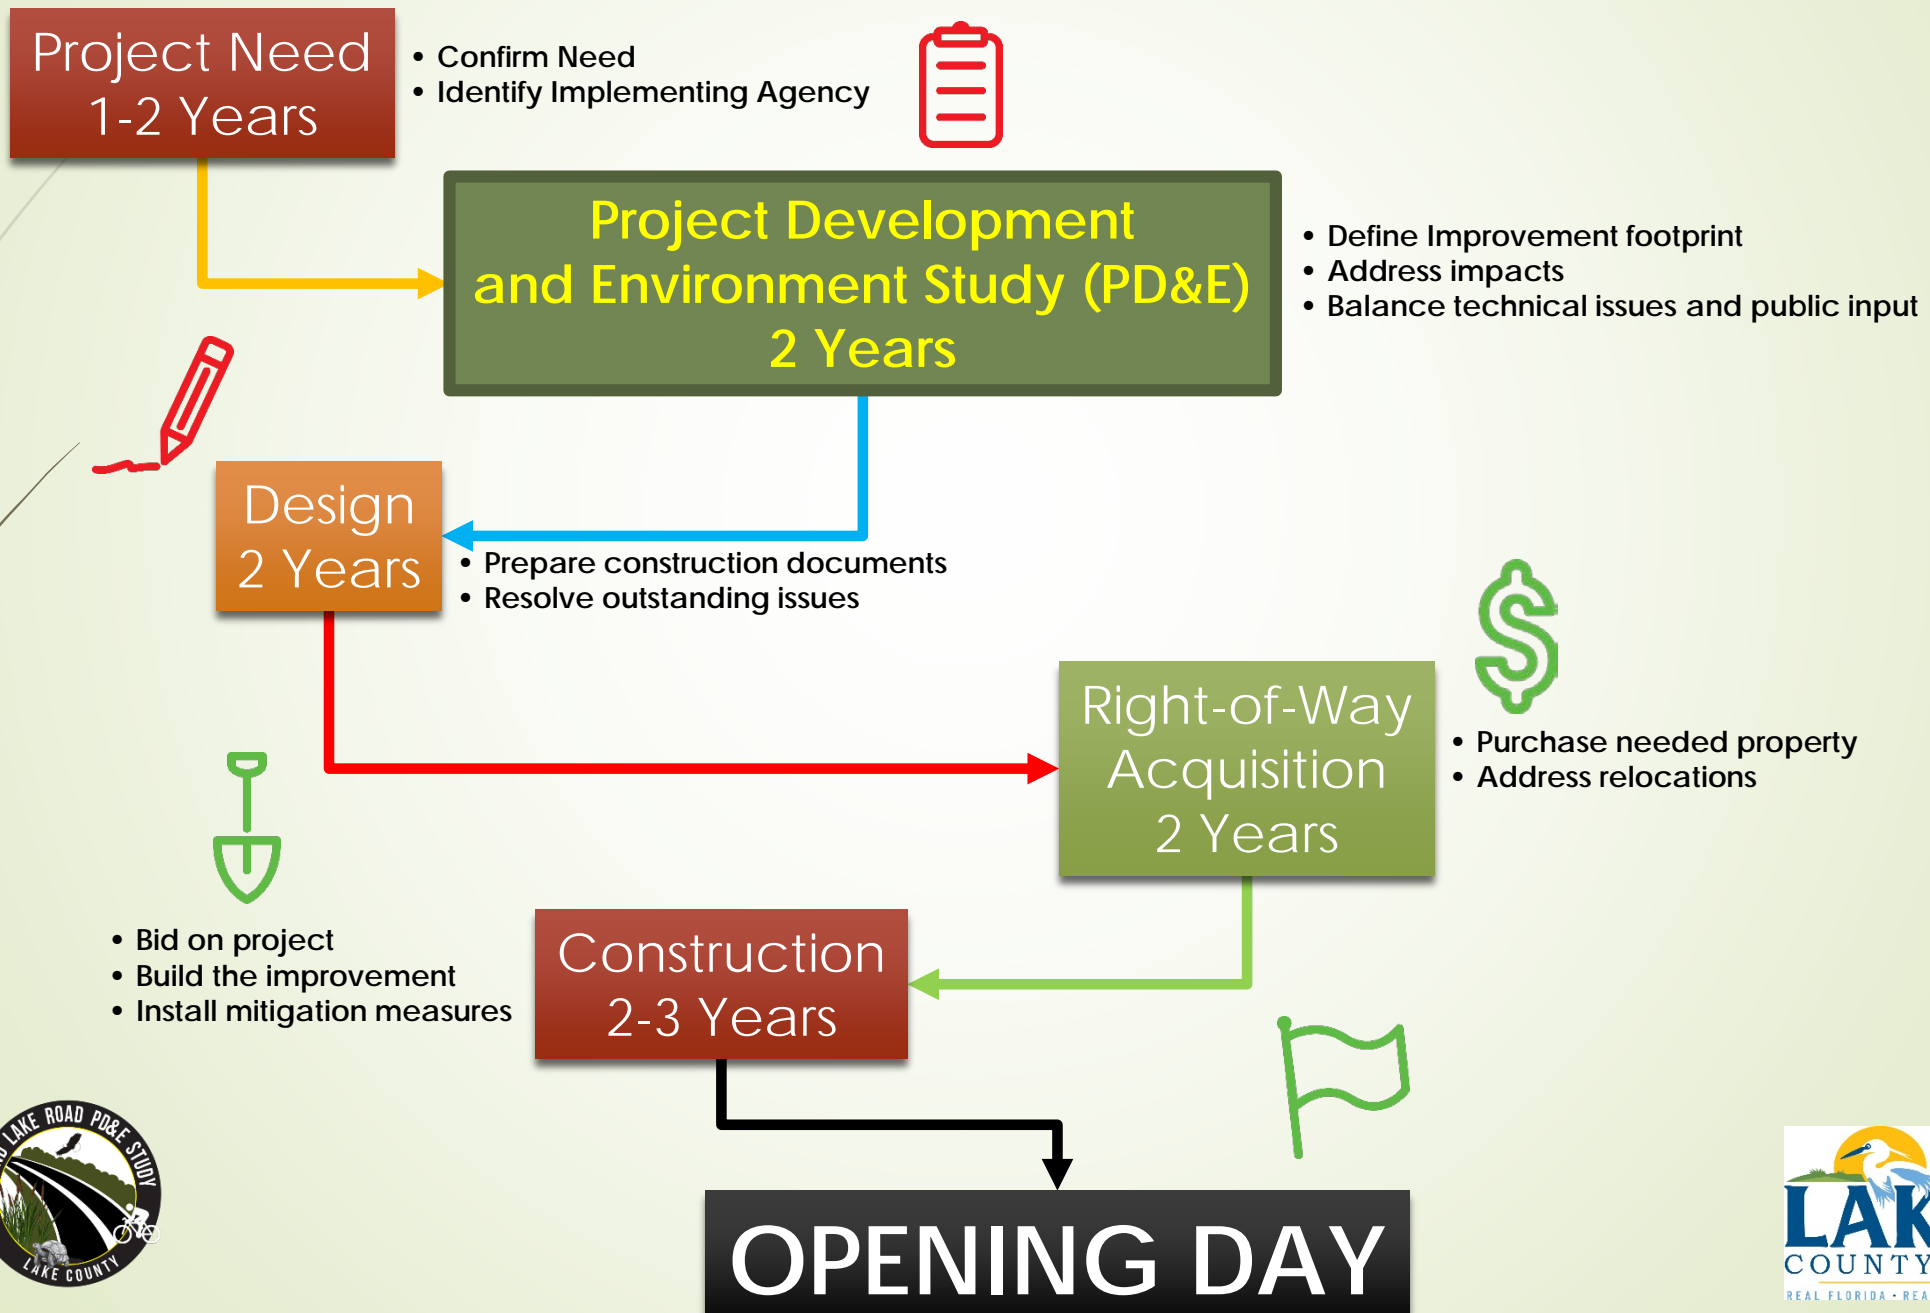 Project Need
1-2 Years
• Confirm Need
• Identify Implementing Agency
Project Development
and Environment Study (PD&E)
2 Years
• Define Improvement footprint
• Address impacts
• Balance technical issues and public input
Design
2 Years
• Prepare construction documents
• Resolve outstanding issues
Right-of-Way
Acquisition
2 Years
• Purchase needed property
• Address relocations
• Bid on project
• Build the improvement
• Install mitigation measures
Construction
2-3 Years
OPENING DAY
LAKE ROAD PD&E STUDY
LAKE COUNTY
LAK
COUNTY
REAL FLORIDA • REA